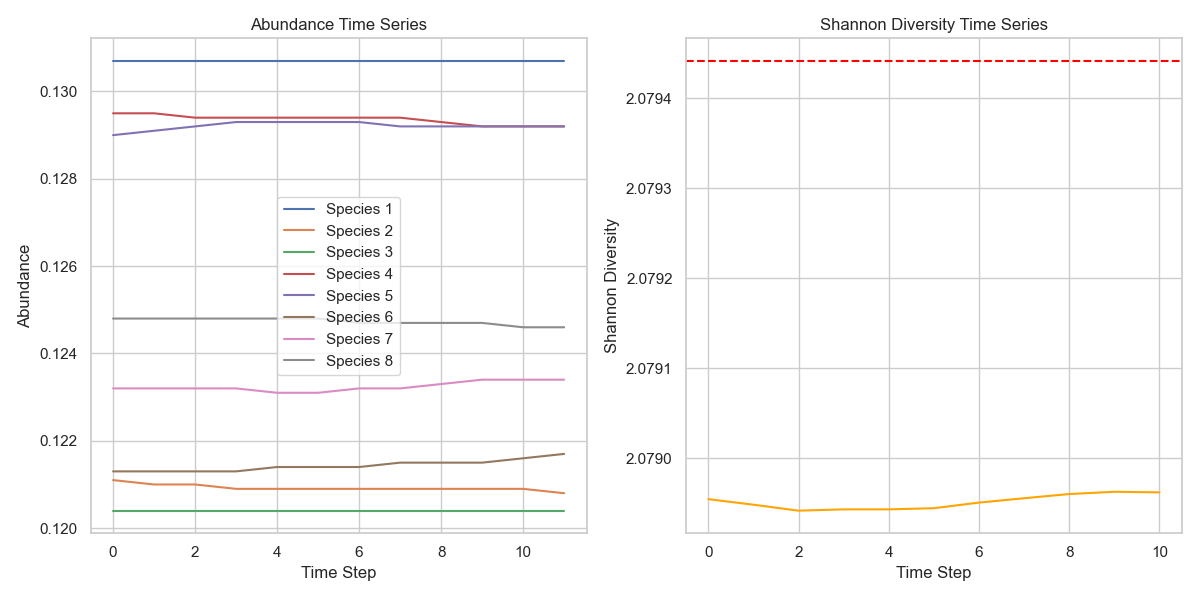 Abundance Time Series
Abundance
0.130
0.128
0.126
0.124
0.122
0.120
Species 1
Species 2
Species 3
Species 4
Species 5
Species 6
Species 7
Species 8
0 2 4 6 8 10
Time Step
Shannon Diversity Time Series
Shannon Diversity
2.0794
2.0793
2.0792
2.0791
2.0790
0 2 4 6 8 10
Time Step